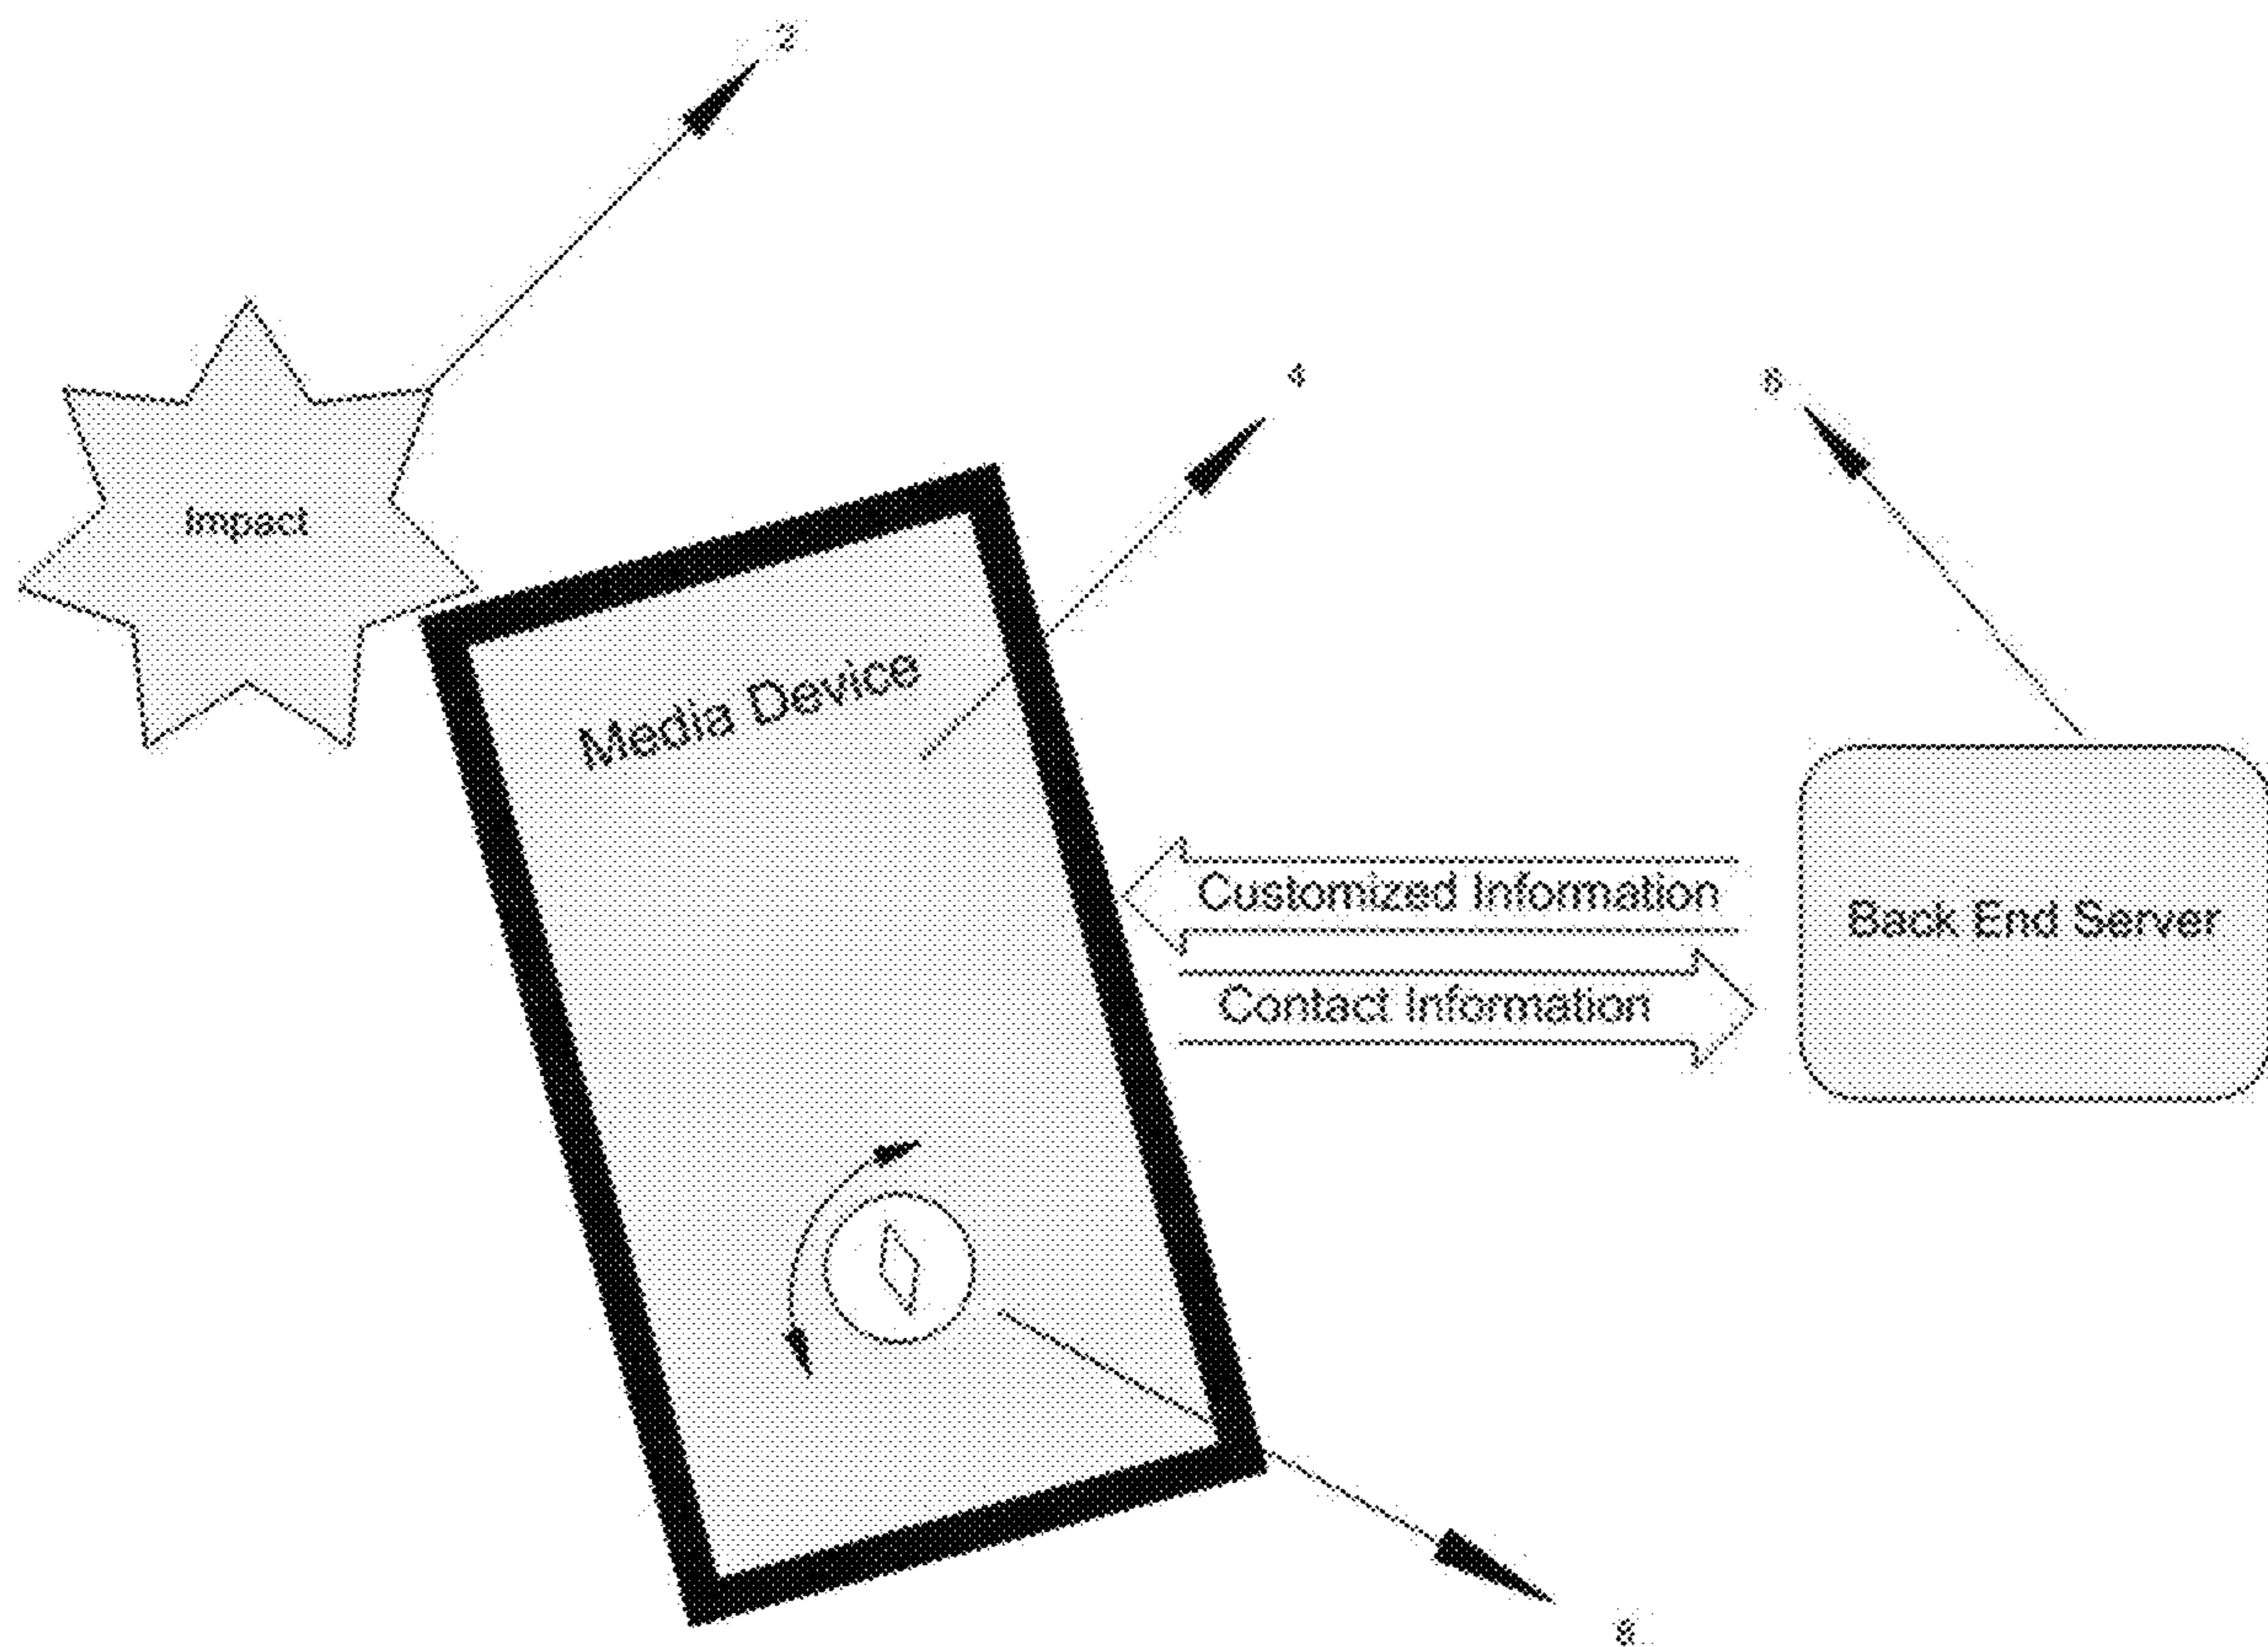 2
4
6
Impact
Media Device
Customized Information
Back End Server
Contact Information
8